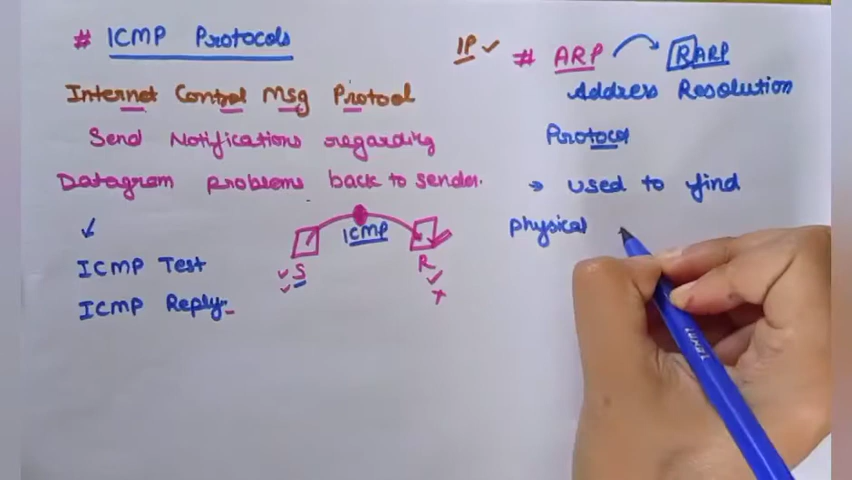 # ICMP Protocols
Internet Control Msg Protool
Send Notifications regarding
Datagram problems back to sender.
ICMP Test
ICMP Reply
ICMP
S
R
IP
# ARP RARP
Address Resolution
Protocol
used to find
physical